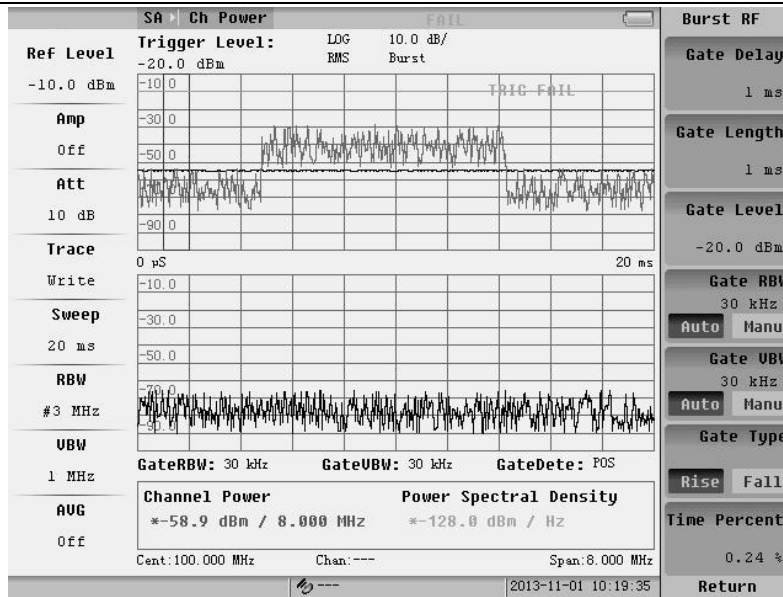 SA Ch Power FAIL Burst RF
Ref Level
-10.0 dBm
Amp
Off
Att
10 dB
Trace
Write
Sweep
20 ms
RBW
#3 MHz
VBW
1 MHz
AVG
Off
Trigger Level: LOG 10.0 dB/
-20.0 dBm RMS Burst
-10.0
TRIG FAIL
-30.0
-50.0
-90.0
0 µS 20 ms
-10.0
-30.0
-50.0
-70.0
-90.0
GateRBW: 30 kHz GateVBW: 30 kHz GateDete: POS
Channel Power Power Spectral Density
*-58.9 dBm / 8.000 MHz *-128.0 dBm / Hz
Cent:100.000 MHz Chan:--- Span:8.000 MHz
--- 2013-11-01 10:19:35
Gate Delay
1 ms
Gate Length
1 ms
Gate Level
-20.0 dBm
Gate RBW
30 kHz
Auto Manu
Gate VBW
30 kHz
Auto Manu
Gate Type
Rise Fall
Time Percent
0.24 %
Return